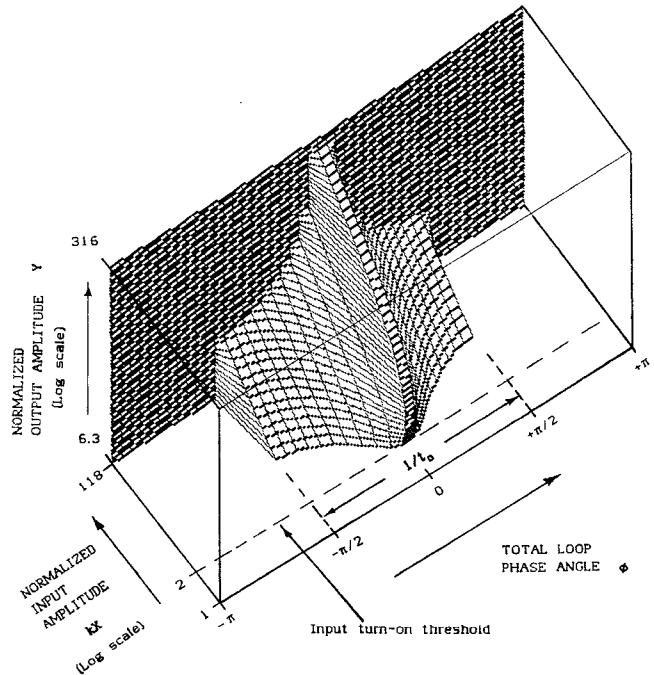 316
NORMALIZED
OUTPUT AMPLITUDE Y
(Log scale)
6.3
118
NORMALIZED
INPUT
AMPLITUDE
kX
(Log scale)
2
1
-π
-π/2
0
+π/2
+π
1/t₀
TOTAL LOOP
PHASE ANGLE ϕ
Input turn-on threshold